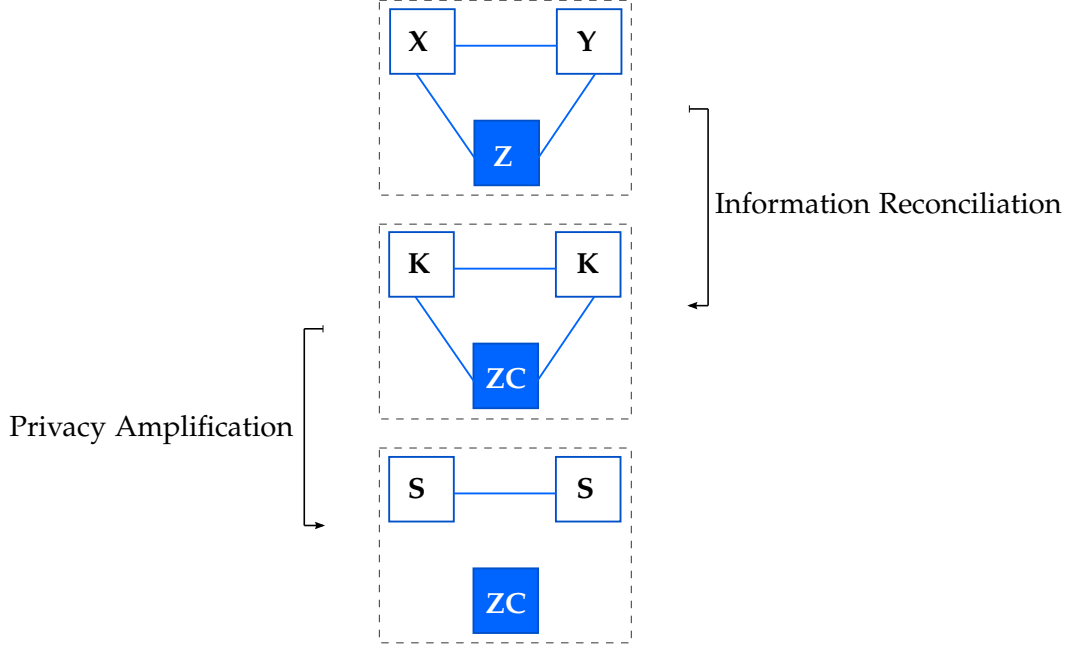 X Y
Z
Information Reconciliation
K K
ZC
Privacy Amplification
S S
ZC